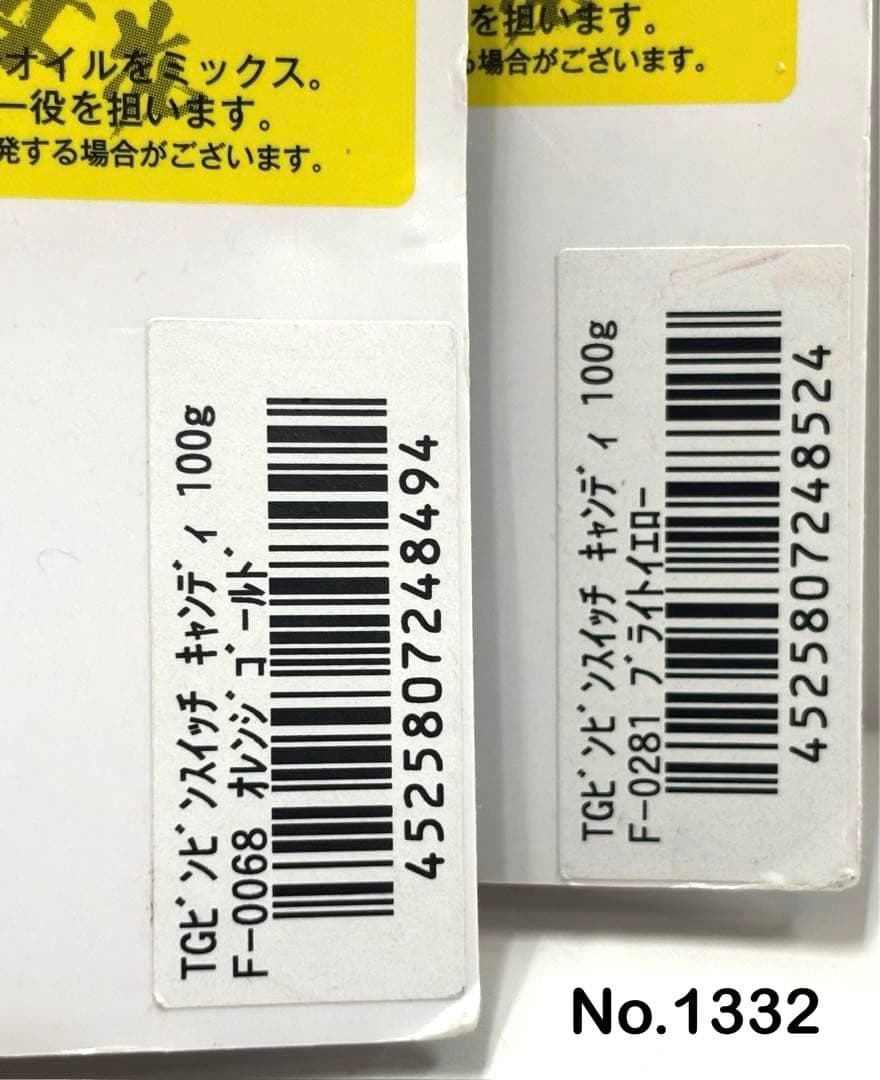 オイルをミックス。
一役を担います。
発する場合がございます。
を担います。
場合がございます。
TGﾋﾞﾝﾋﾞﾝｽｲｯﾁ ｷｬﾝﾃﾞｨ 100g
F-0068 ｵﾚﾝｼﾞｺﾞｰﾙﾄﾞ
4525807248494
TGﾋﾞﾝﾋﾞﾝｽｲｯﾁ ｷｬﾝﾃﾞｨ 100g
F-0281 ﾌﾞﾗｲﾄｲｴﾛｰ
4525807248524
No.1332